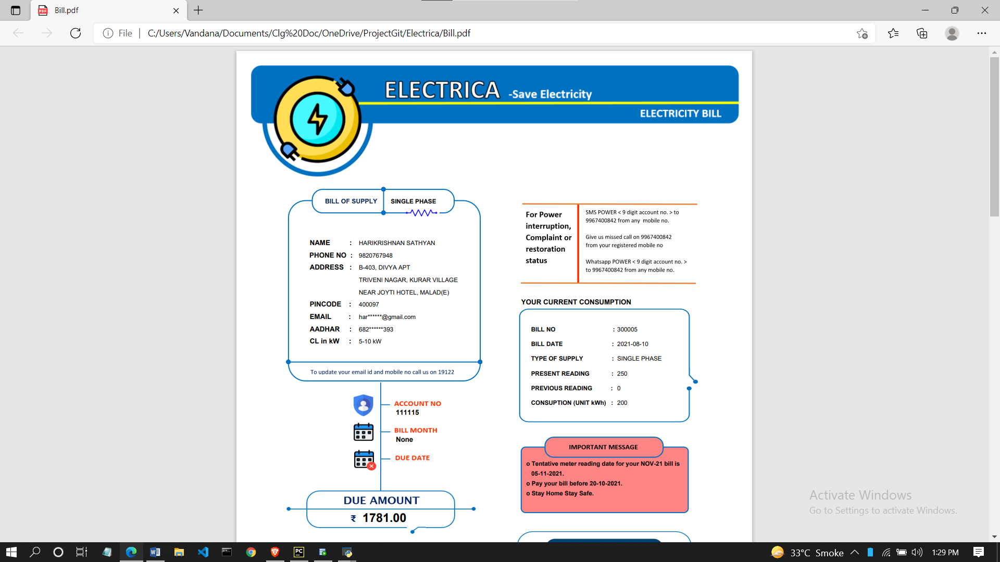 Bill.pdf
File | C:/Users/Vandana/Documents/Clg%20Doc/OneDrive/ProjectGit/Electrica/Bill.pdf
ELECTRICA -Save Electricity
ELECTRICITY BILL
BILL OF SUPPLY SINGLE PHASE
NAME : HARIKRISHNAN SATHYAN
PHONE NO : 9820767948
ADDRESS : B-403, DIVYA APT
TRIVENI NAGAR, KURAR VILLAGE
NEAR JOYTI HOTEL, MALAD(E)
PINCODE : 400097
EMAIL : har******@gmail.com
AADHAR : 682******393
CL in kW : 5-10 kW
To update your email id and mobile no call us on 19122
ACCOUNT NO
111115
BILL MONTH
None
DUE DATE
DUE AMOUNT
₹ 1781.00
For Power
interruption,
Complaint or
restoration
status
SMS POWER < 9 digit account no. > to
9967400842 from any mobile no.
Give us missed call on 9967400842
from your registered mobile no
Whatsapp POWER < 9 digit account no. >
to 9967400842 from any mobile no.
YOUR CURRENT CONSUMPTION
BILL NO : 300005
BILL DATE : 2021-08-10
TYPE OF SUPPLY : SINGLE PHASE
PRESENT READING : 250
PREVIOUS READING : 0
CONSUPTION (UNIT kWh) : 200
IMPORTANT MESSAGE
o Tentative meter reading date for your NOV-21 bill is
05-11-2021.
o Pay your bill before 20-10-2021.
o Stay Home Stay Safe.
Activate Windows
Go to Settings to activate Windows.
33°C Smoke 1:29 PM